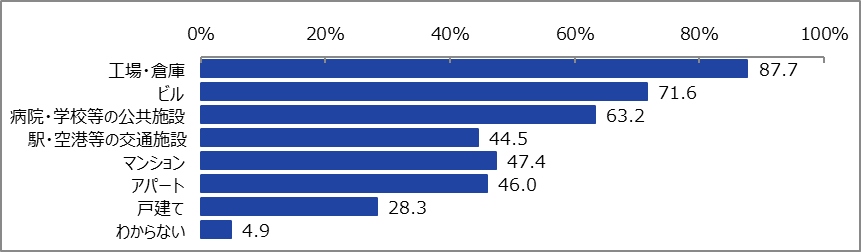 0% 20% 40% 60% 80% 100%
工場・倉庫 87.7
ビル 71.6
病院・学校等の公共施設 63.2
駅・空港等の交通施設 44.5
マンション 47.4
アパート 46.0
戸建て 28.3
わからない 4.9